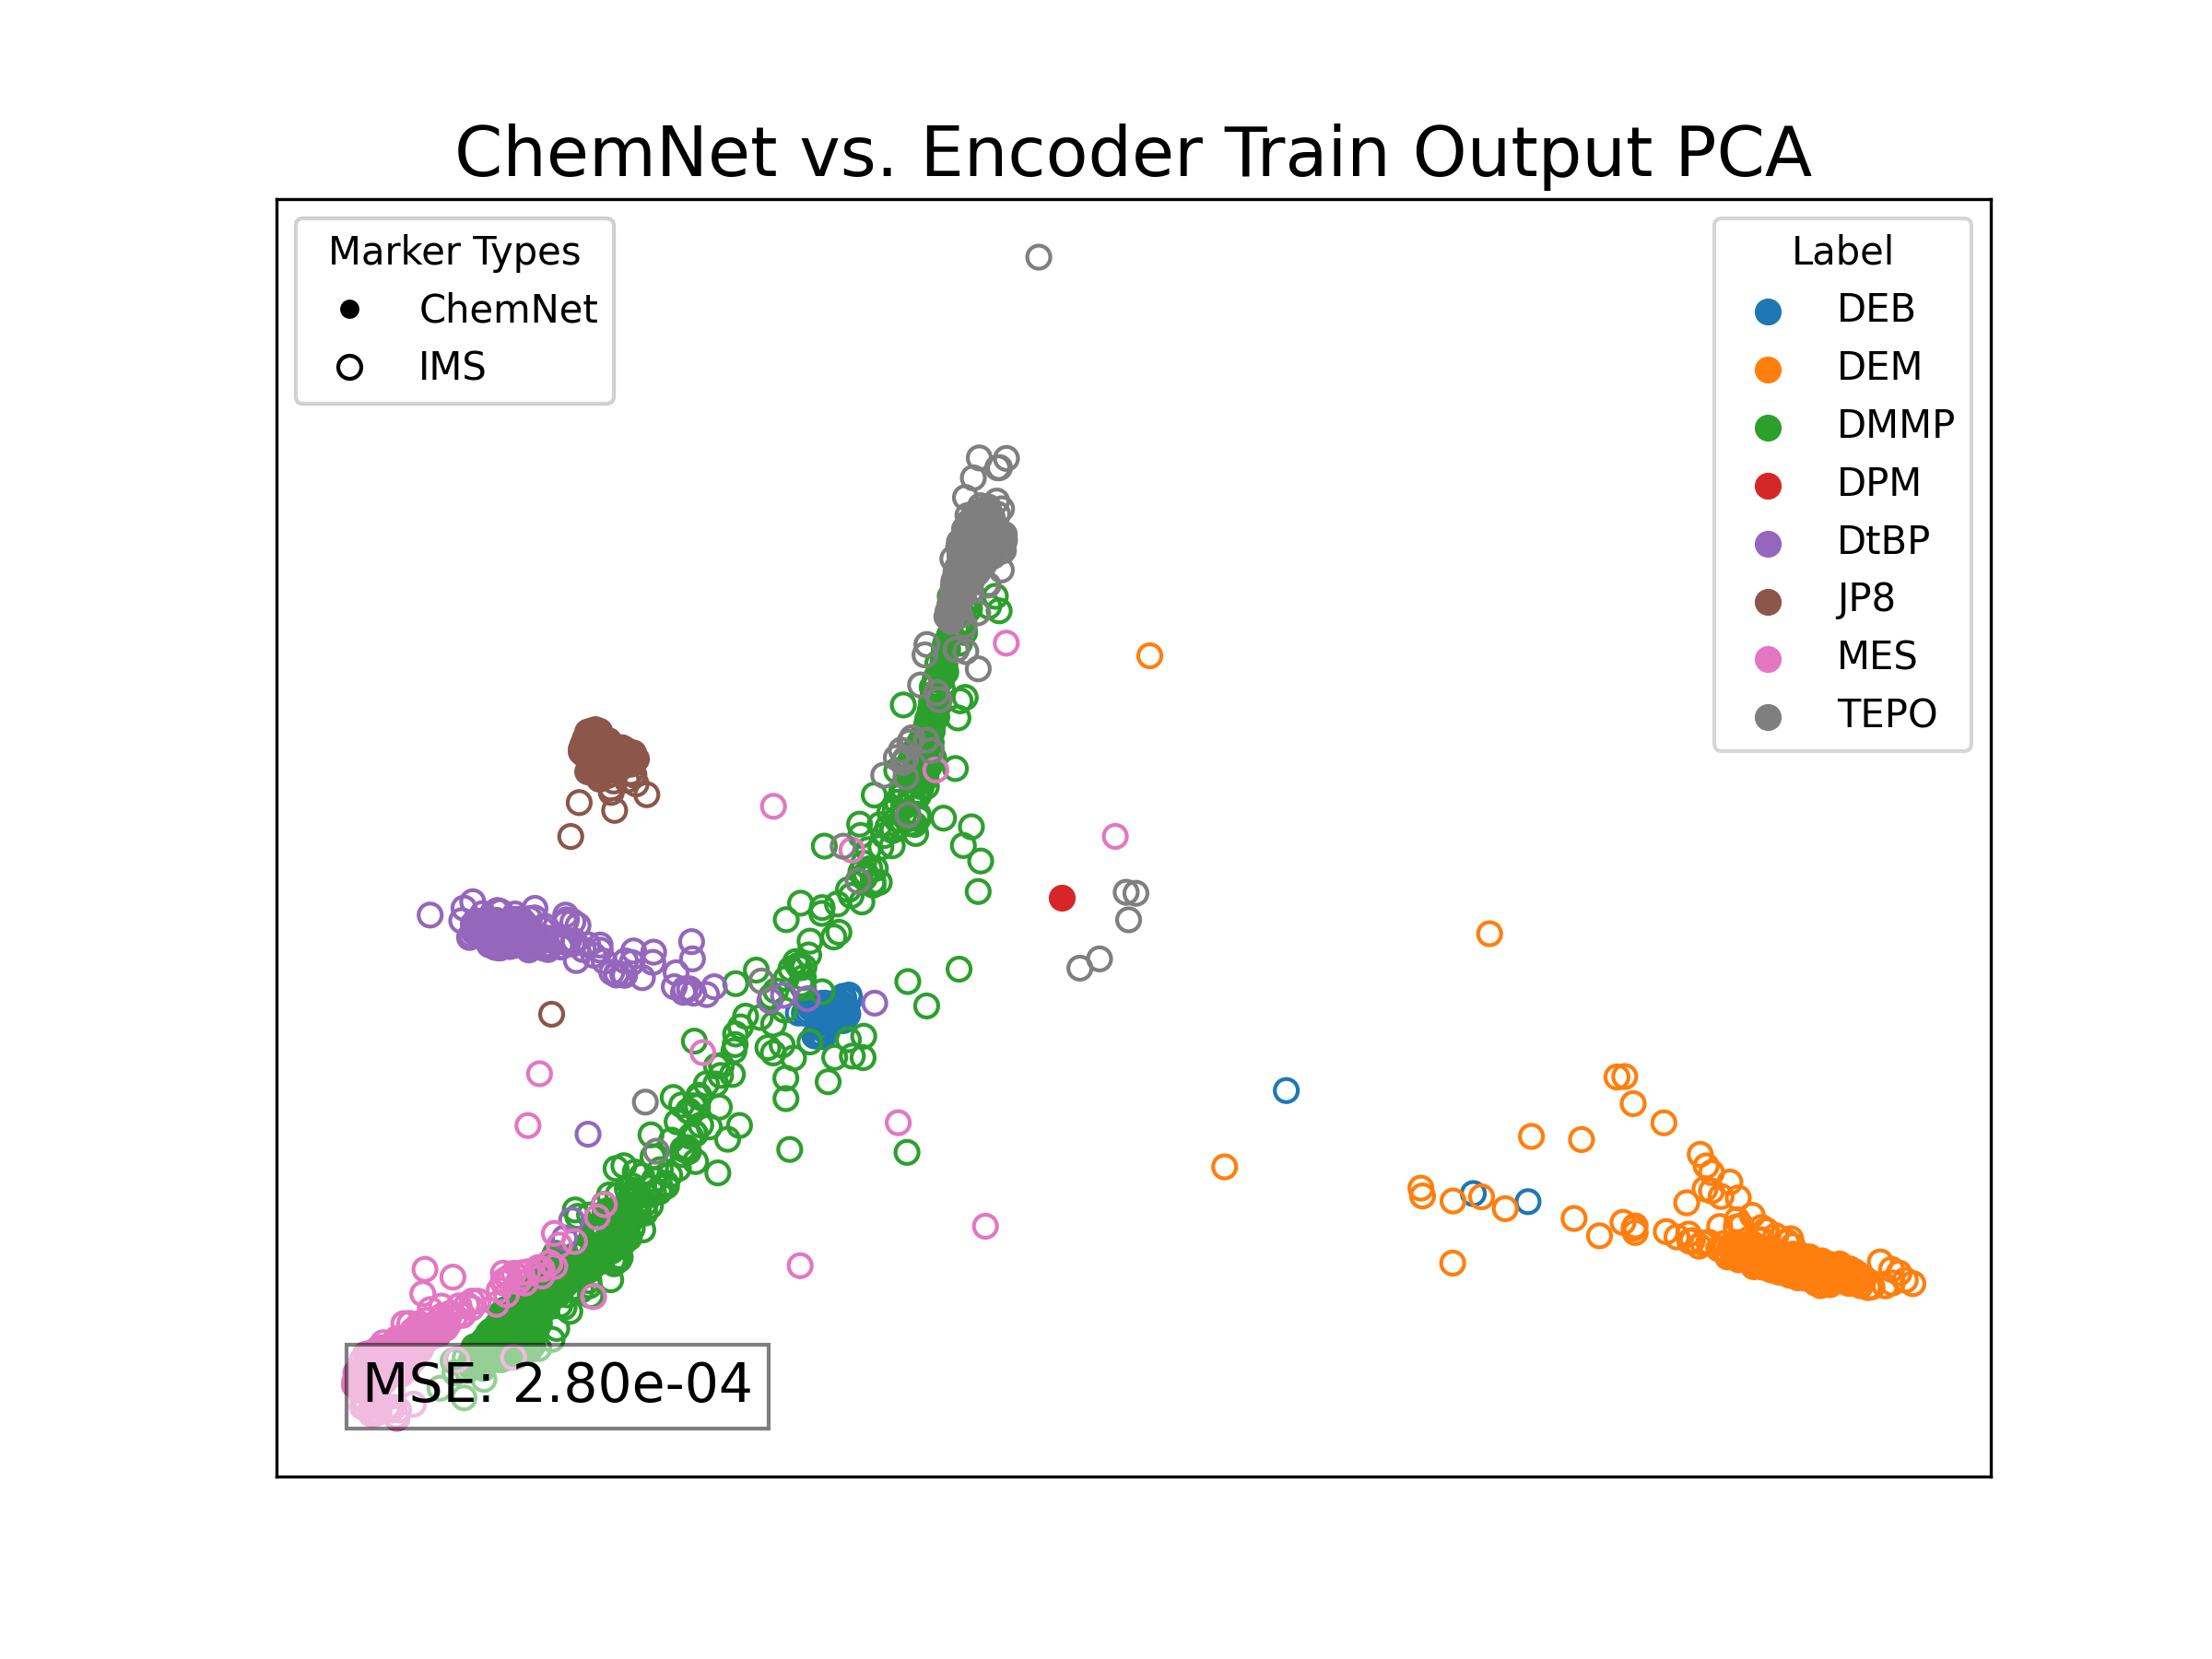 ChemNet vs. Encoder Train Output PCA
Marker Types
ChemNet
IMS
Label
DEB
DEM
DMMP
DPM
DtBP
JP8
MES
TEPO
MSE: 2.80e-04